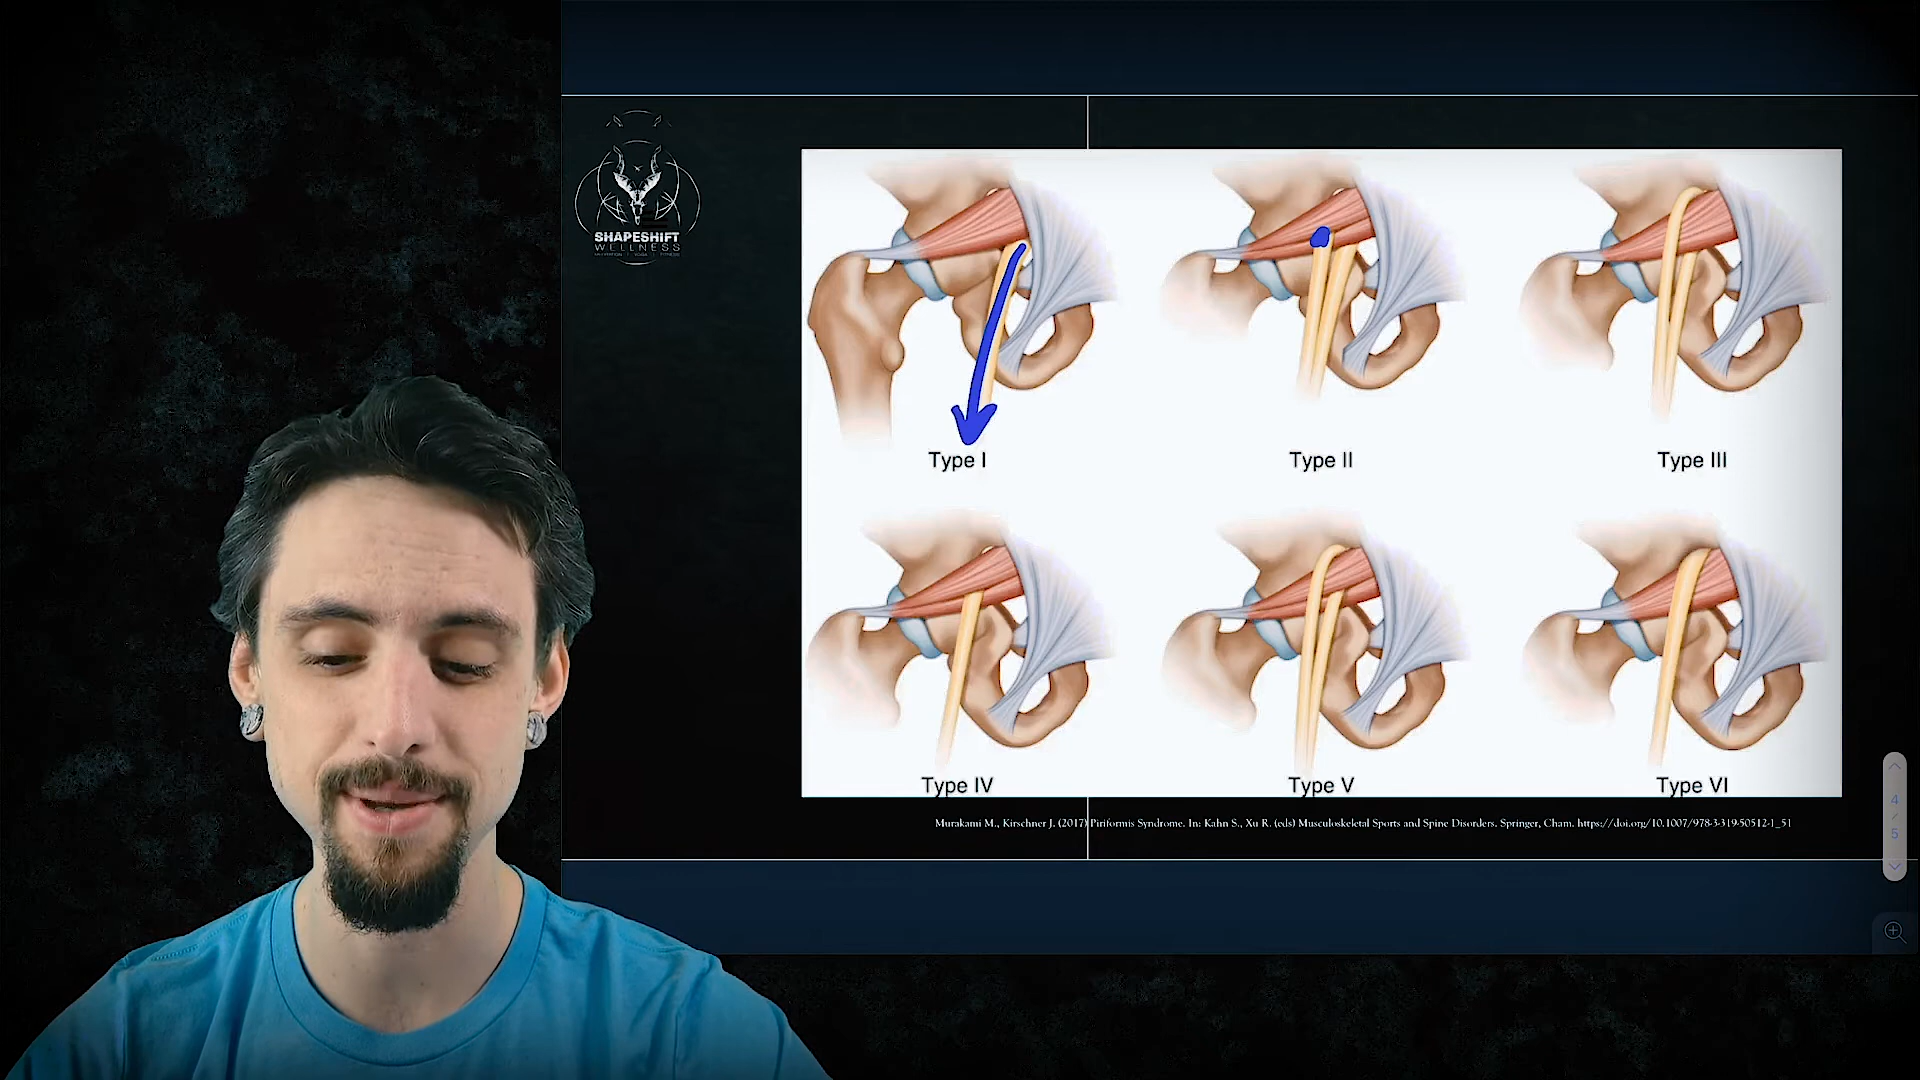 SHAPESHIFT
WELLNESS
Type I
Type II
Type III
Type IV
Type V
Type VI
Murakami M., Kirschner J. (2017) Piriformis Syndrome. In: Kahn S., Xu R. (eds) Musculoskeletal Sports and Spine Disorders. Springer, Cham. https://doi.org/10.1007/978-3-319-50512-1_51
4
/
5